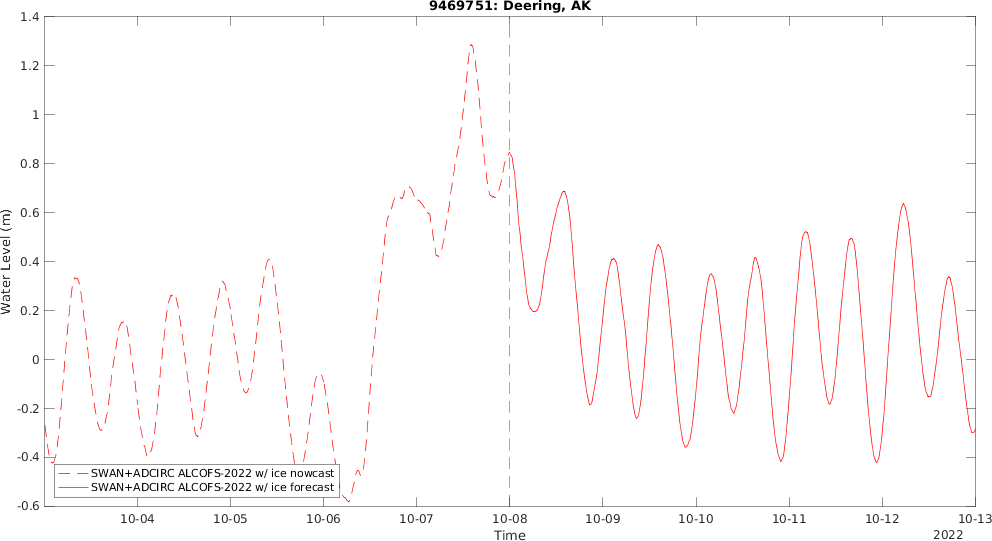 9469751: Deering, AK
1.4
1.2
1
0.8
0.6
0.4
0.2
0
-0.2
-0.4
-0.6
Water Level (m)
SWAN+ADCIRC ALCOFS-2022 w/ ice nowcast
SWAN+ADCIRC ALCOFS-2022 w/ ice forecast
10-04 10-05 10-06 10-07 10-08 10-09 10-10 10-11 10-12 10-13
Time
2022